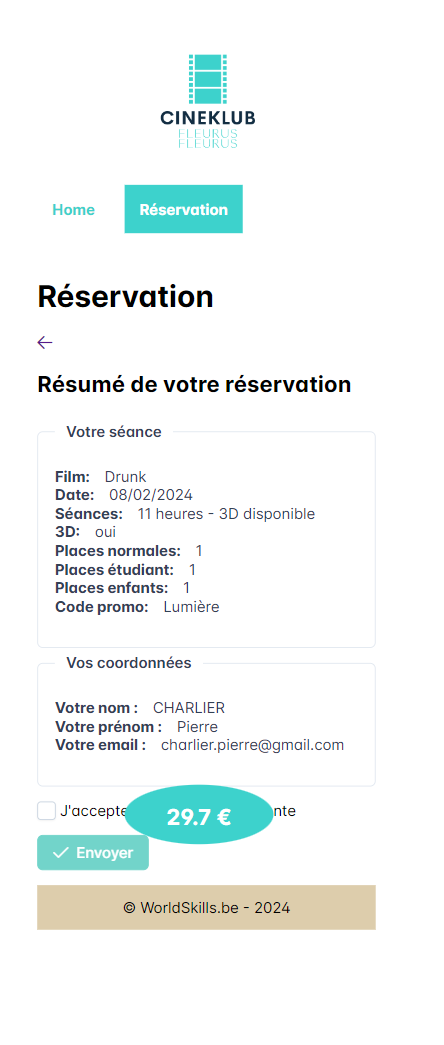 CINEKLUB
FLEURUS
FLEURUS
Home
Réservation
Réservation
Résumé de votre réservation
Votre séance
Film: Drunk
Date: 08/02/2024
Séances: 11 heures - 3D disponible
3D: oui
Places normales: 1
Places étudiant: 1
Places enfants: 1
Code promo: Lumière
Vos coordonnées
Votre nom : CHARLIER
Votre prénom : Pierre
Votre email : charlier.pierre@gmail.com
J'accepte
29.7 €
Envoyer
© WorldSkills.be - 2024